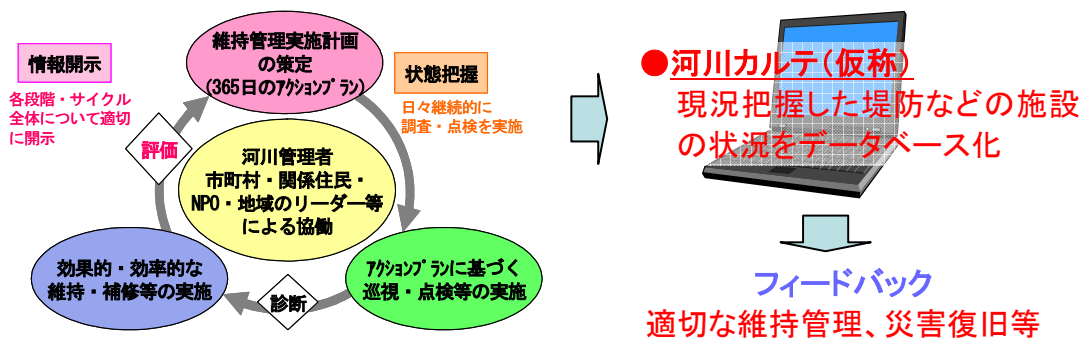 情報開示
各段階・サイクル
全体について適切
に開示
維持管理実施計画
の策定
(365日のｱｸｼｮﾝﾌﾟﾗﾝ)
状態把握
日々継続的に
調査・点検を実施
評価
河川管理者
市町村・関係住民・
NPO・地域のリーダー等
による協働
効果的・効率的な
維持・補修等の実施
診断
ｱｸｼｮﾝﾌﾟﾗﾝに基づく
巡視・点検等の実施
●河川カルテ(仮称)
現況把握した堤防などの施設
の状況をデータベース化
フィードバック
適切な維持管理、災害復旧等